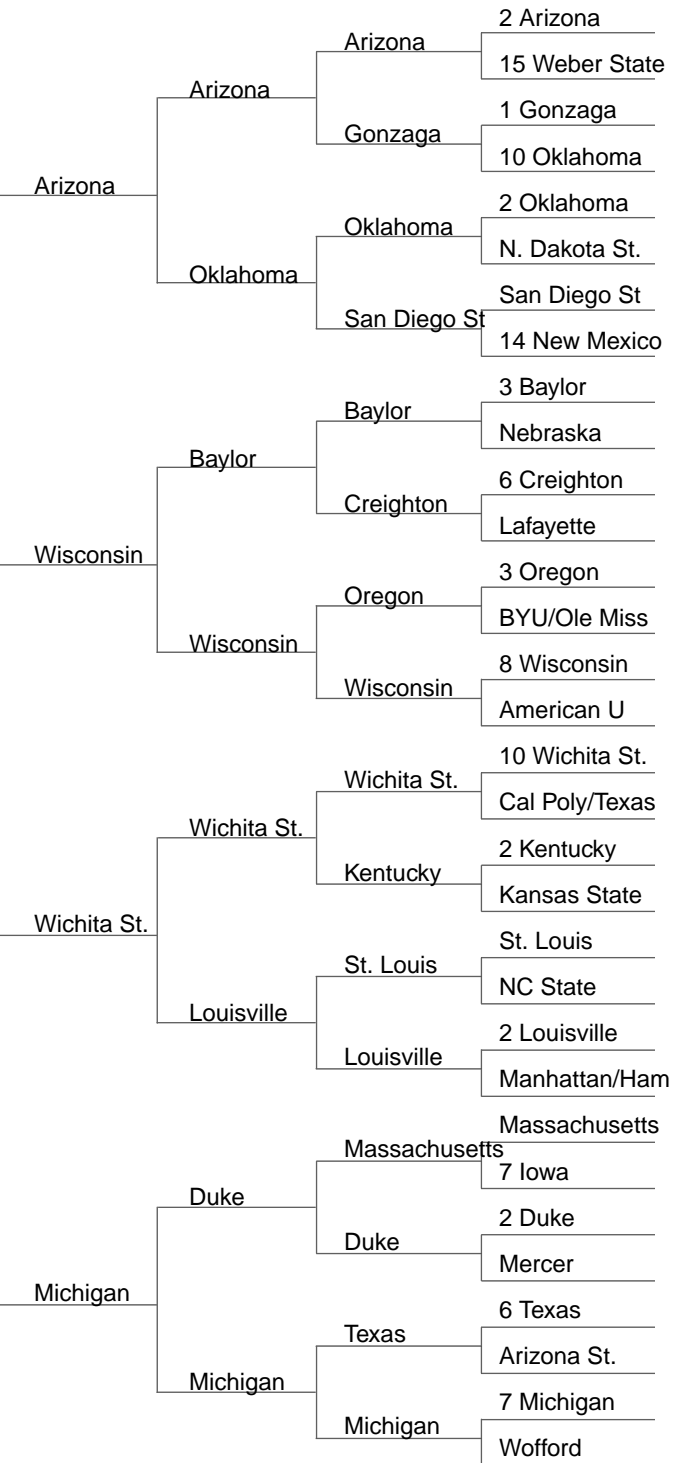 2 Arizona
Arizona
15 Weber State
Arizona
1 Gonzaga
Gonzaga
10 Oklahoma
Arizona
2 Oklahoma
Oklahoma
N. Dakota St.
Oklahoma
San Diego St
San Diego St
14 New Mexico
3 Baylor
Baylor
Nebraska
Baylor
6 Creighton
Creighton
Lafayette
Wisconsin
3 Oregon
Oregon
BYU/Ole Miss
Wisconsin
8 Wisconsin
Wisconsin
American U
10 Wichita St.
Wichita St.
Cal Poly/Texas
Wichita St.
2 Kentucky
Kentucky
Kansas State
Wichita St.
St. Louis
St. Louis
NC State
Louisville
2 Louisville
Louisville
Manhattan/Ham
Massachusetts
Massachusetts
7 Iowa
Duke
2 Duke
Duke
Mercer
Michigan
6 Texas
Texas
Arizona St.
Michigan
7 Michigan
Michigan
Wofford